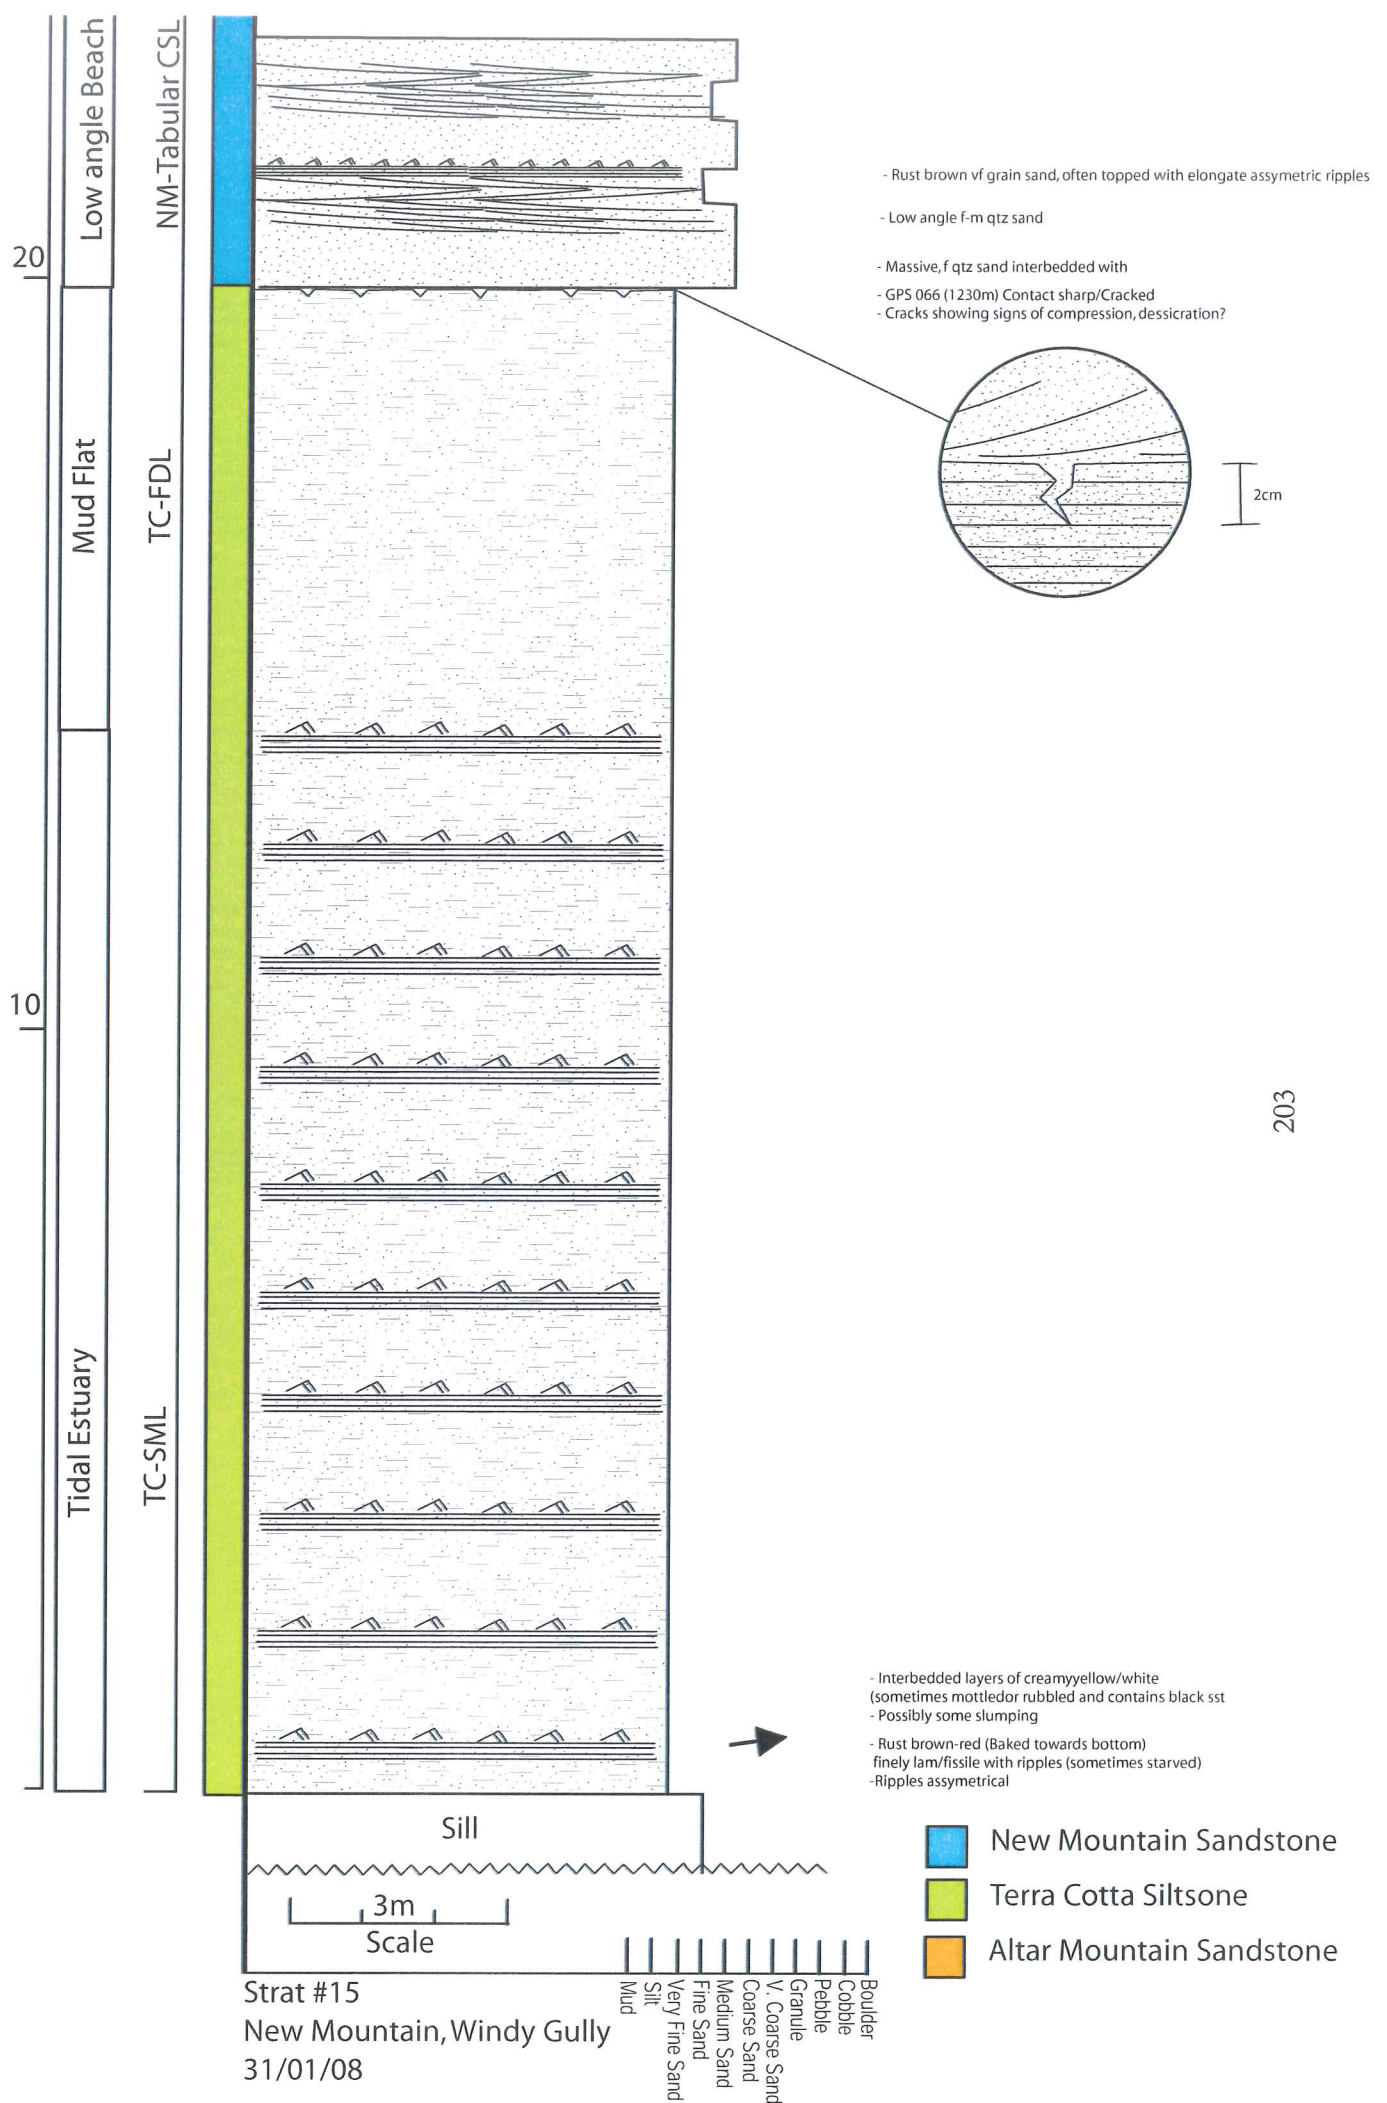 Low angle Beach
NM-Tabular CSL
20
- Rust brown vf grain sand, often topped with elongate assymetric ripples
- Low angle f-m qtz sand
- Massive, f qtz sand interbedded with
- GPS 066 (1230m) Contact sharp/Cracked
- Cracks showing signs of compression, dessicration?
2cm
Mud Flat
TC-FDL
10
203
Tidal Estuary
TC-SML
- Interbedded layers of creamyyellow/white
(sometimes mottledor rubbled and contains black sst
- Possibly some slumping
- Rust brown-red (Baked towards bottom)
finely lam/fissile with ripples (sometimes starved)
-Ripples assymetrical
Sill
3m
Scale
New Mountain Sandstone
Terra Cotta Siltsone
Altar Mountain Sandstone
Mud
Silt
Very Fine Sand
Fine Sand
Medium Sand
Coarse Sand
V. Coarse Sand
Granule
Pebble
Cobble
Boulder
Strat #15
New Mountain, Windy Gully
31/01/08